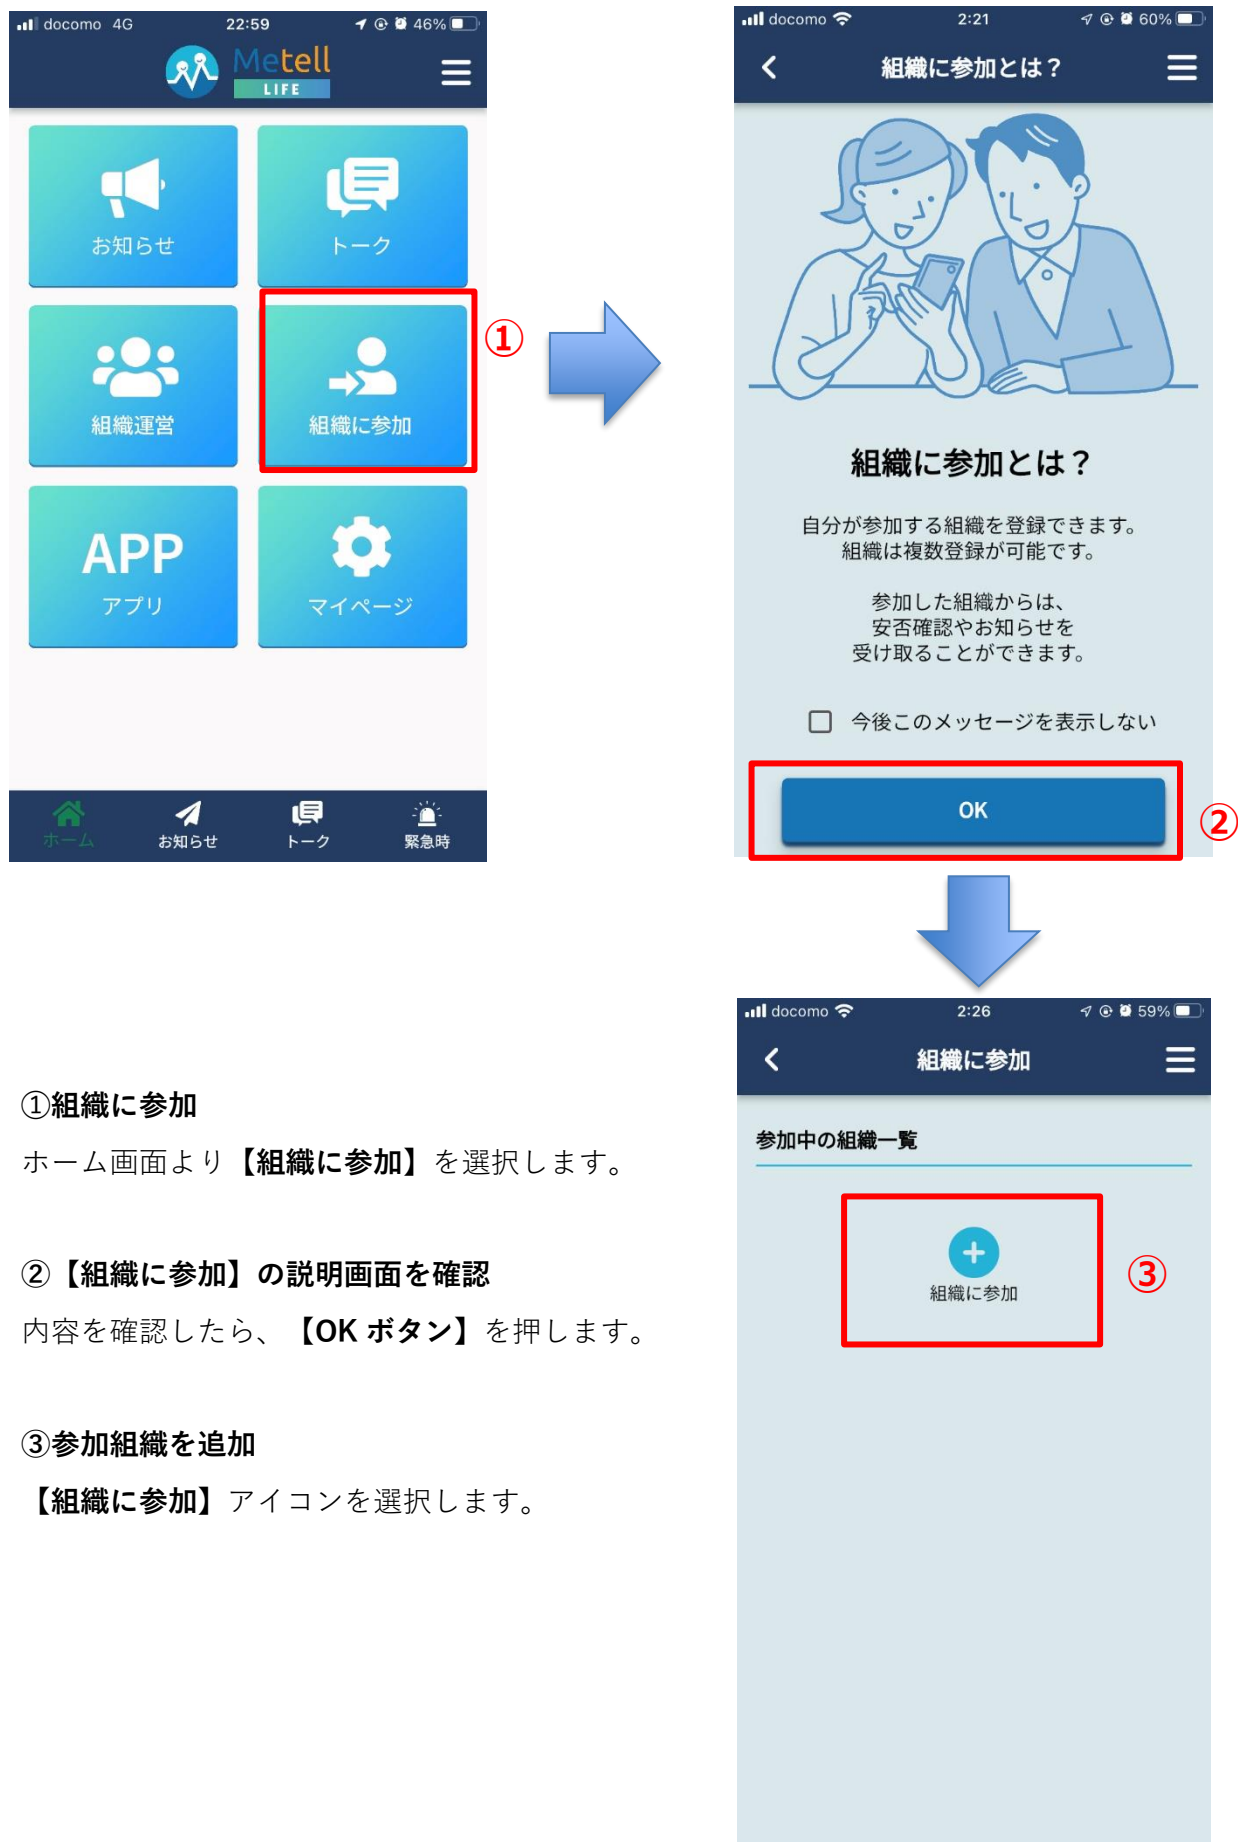 docomo 4G 22:59 46%
Metell
LIFE
お知らせ
トーク
組織運営
組織に参加
①
APP
アプリ
マイページ
ホーム
お知らせ
トーク
緊急時
docomo 2:21 60%
組織に参加とは？
組織に参加とは？
自分が参加する組織を登録できます。
組織は複数登録が可能です。
参加した組織からは、
安否確認やお知らせを
受け取ることができます。
今後このメッセージを表示しない
OK
②
docomo 2:26 59%
組織に参加
参加中の組織一覧
組織に参加
③
①組織に参加
ホーム画面より【組織に参加】を選択します。
②【組織に参加】の説明画面を確認
内容を確認したら、【OK ボタン】を押します。
③参加組織を追加
【組織に参加】アイコンを選択します。